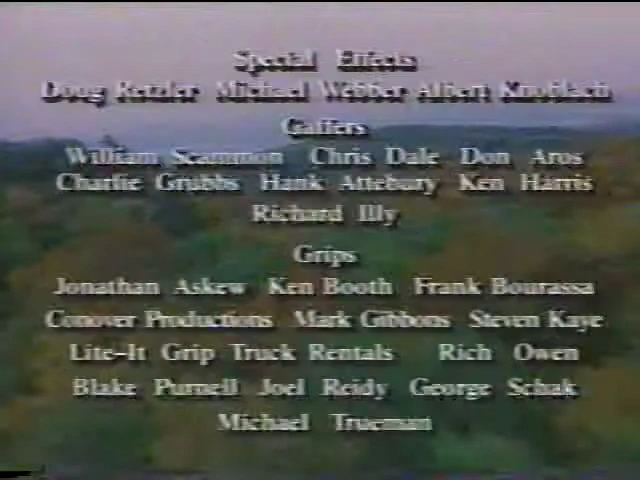 Special Effects
Doug Retzler Michael Webber Albert Knoblach
Gaffers
William Scammon Chris Dale Don Aros
Charlie Grubbs Hank Attebury Ken Harris
Richard Illy
Grips
Jonathan Askew Ken Booth Frank Bourassa
Conover Productions Mark Gibbons Steven Kaye
Lite-It Grip Truck Rentals Rich Owen
Blake Purnell Joel Reidy George Schak
Michael Trueman